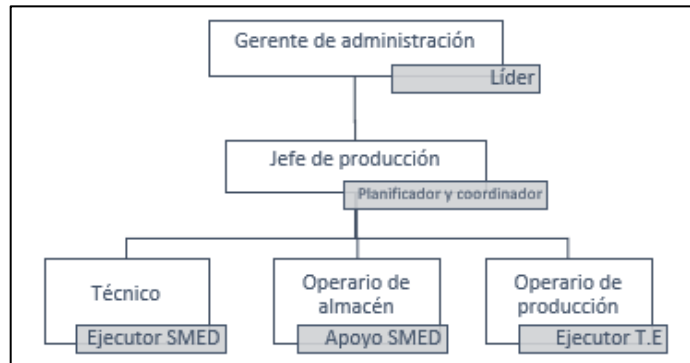 Gerente de administración
Líder
Jefe de producción
Planificador y coordinador
Técnico
Ejecutor SMED
Operario de
almacén
Apoyo SMED
Operario de
producción
Ejecutor T.E